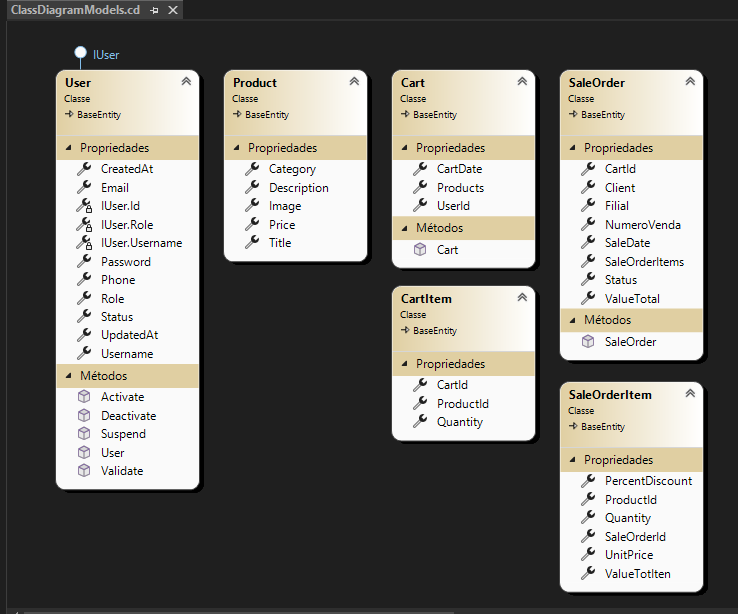 ClassDiagramModels.cd
IUser
User
Classe
BaseEntity
Propriedades
CreatedAt
Email
IUser.Id
IUser.Role
IUser.Username
Password
Phone
Role
Status
UpdatedAt
Username
Métodos
Activate
Deactivate
Suspend
User
Validate
Product
Classe
BaseEntity
Propriedades
Category
Description
Image
Price
Title
Cart
Classe
BaseEntity
Propriedades
CartDate
Products
UserId
Métodos
Cart
CartItem
Classe
BaseEntity
Propriedades
CartId
ProductId
Quantity
SaleOrder
Classe
BaseEntity
Propriedades
CartId
Client
Filial
NumeroVenda
SaleDate
SaleOrderItems
Status
ValueTotal
Métodos
SaleOrder
SaleOrderItem
Classe
BaseEntity
Propriedades
PercentDiscount
ProductId
Quantity
SaleOrderId
UnitPrice
ValueTotIten